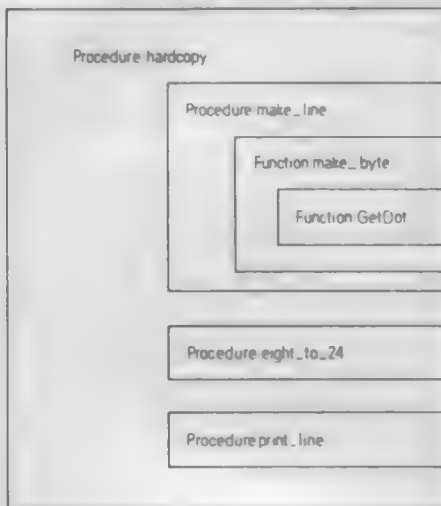 Procedure hardcopy
Procedure make_line
Function make_byte
Function GetDot
Procedure eight_to_24
Procedure print_line